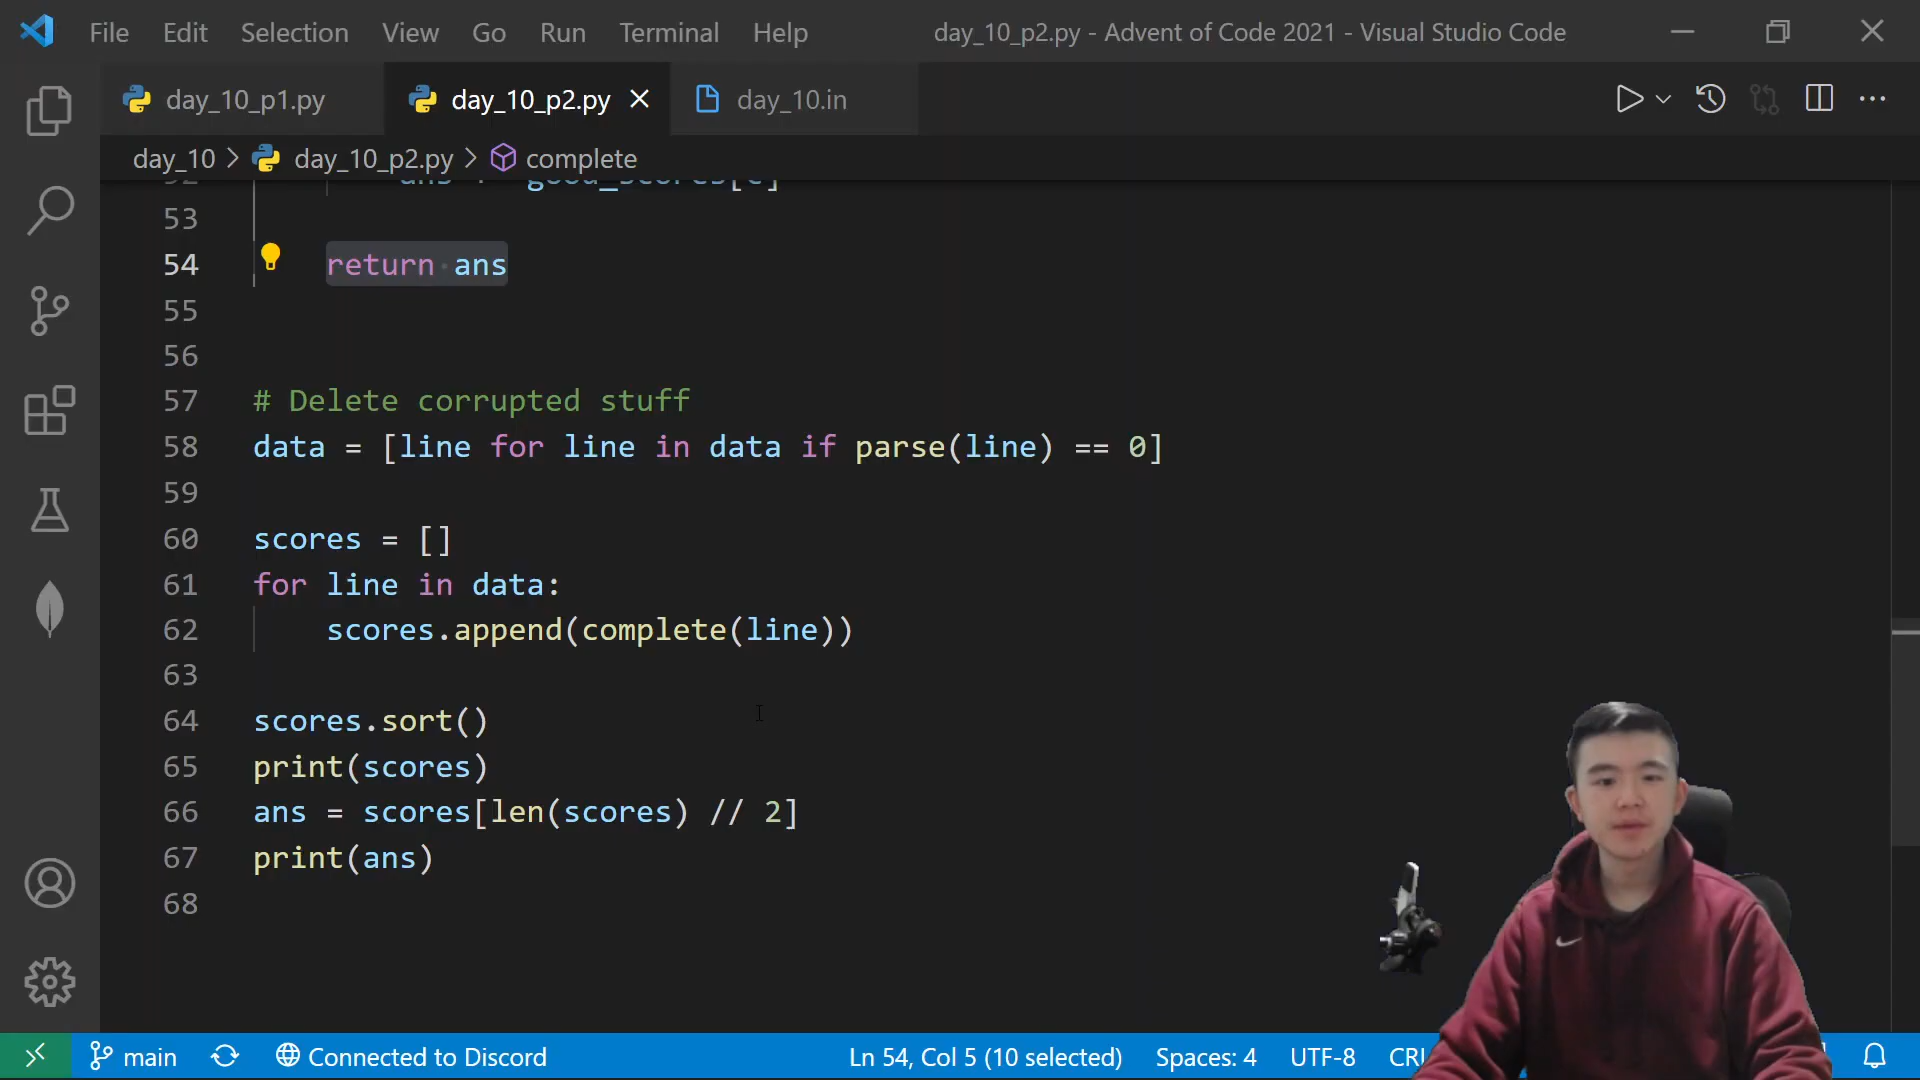 File Edit Selection View Go Run Terminal Help day_10_p2.py - Advent of Code 2021 - Visual Studio Code
day_10_p1.py day_10_p2.py day_10.in
day_10 > day_10_p2.py > complete
53
54 return ans
55
56
57 # Delete corrupted stuff
58 data = [line for line in data if parse(line) == 0]
59
60 scores = []
61 for line in data:
62 scores.append(complete(line))
63
64 scores.sort()
65 print(scores)
66 ans = scores[len(scores) // 2]
67 print(ans)
68
main Connected to Discord Ln 54, Col 5 (10 selected) Spaces: 4 UTF-8